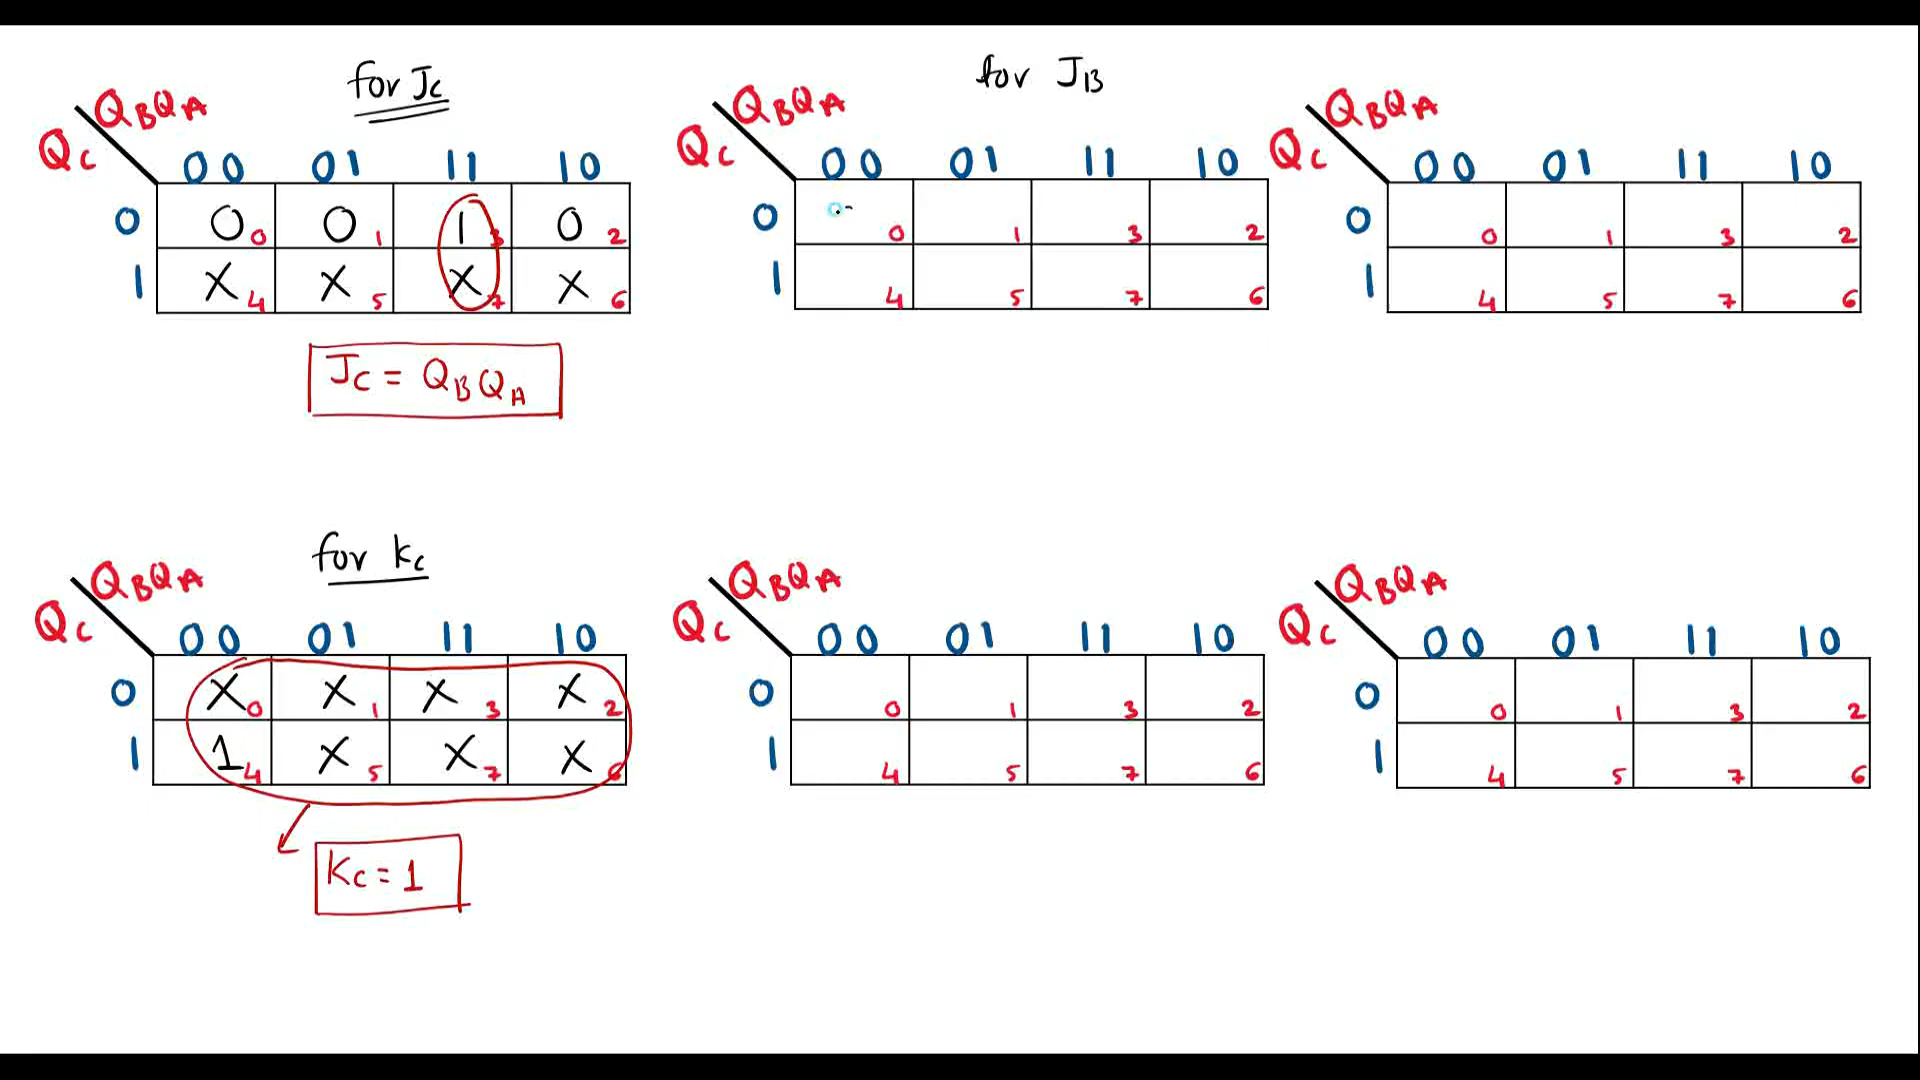 for Jc
QBQA
Qc
00 01 11 10
0 0 0 0 1 1 3 0 2
1 X 4 X 5 X 7 X 6
Jc = QBQA
for JB
QBQA
Qc
00 01 11 10
0 0 1 3 2
1 4 5 7 6
QBQA
Qc
00 01 11 10
0 0 1 3 2
1 4 5 7 6
for kc
QBQA
Qc
00 01 11 10
0 X 0 X 1 X 3 X 2
1 1 4 X 5 X 7 X 6
Kc = 1
QBQA
Qc
00 01 11 10
0 0 1 3 2
1 4 5 7 6
QBQA
Qc
00 01 11 10
0 0 1 3 2
1 4 5 7 6